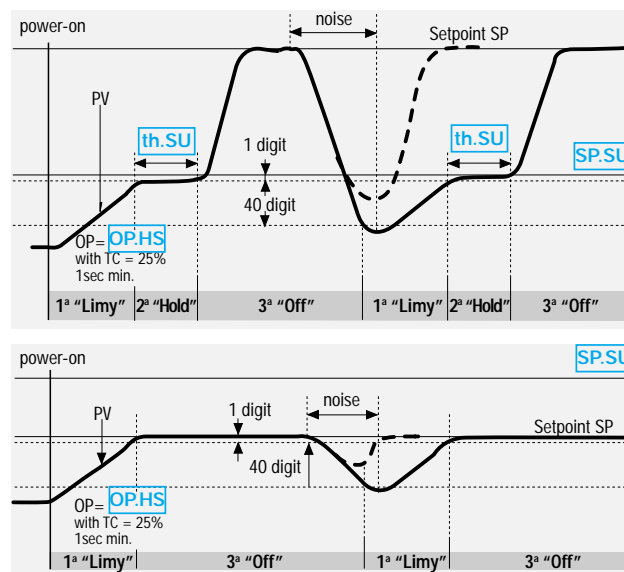 noise
power-on
Setpoint SP
PV
th.SU
th.SU
1 digit
SP.SU
40 digit
OP= OP.HS
with TC = 25%
1sec min.
1ª “Limy” 2ª “Hold” 3ª “Off” 1ª “Limy” 2ª “Hold” 3ª “Off”
power-on
SP.SU
noise
PV
1 digit
Setpoint SP
40 digit
OP= OP.HS
with TC = 25%
1sec min.
1ª “Limy” 3ª “Off” 1ª “Limy” 3ª “Off”